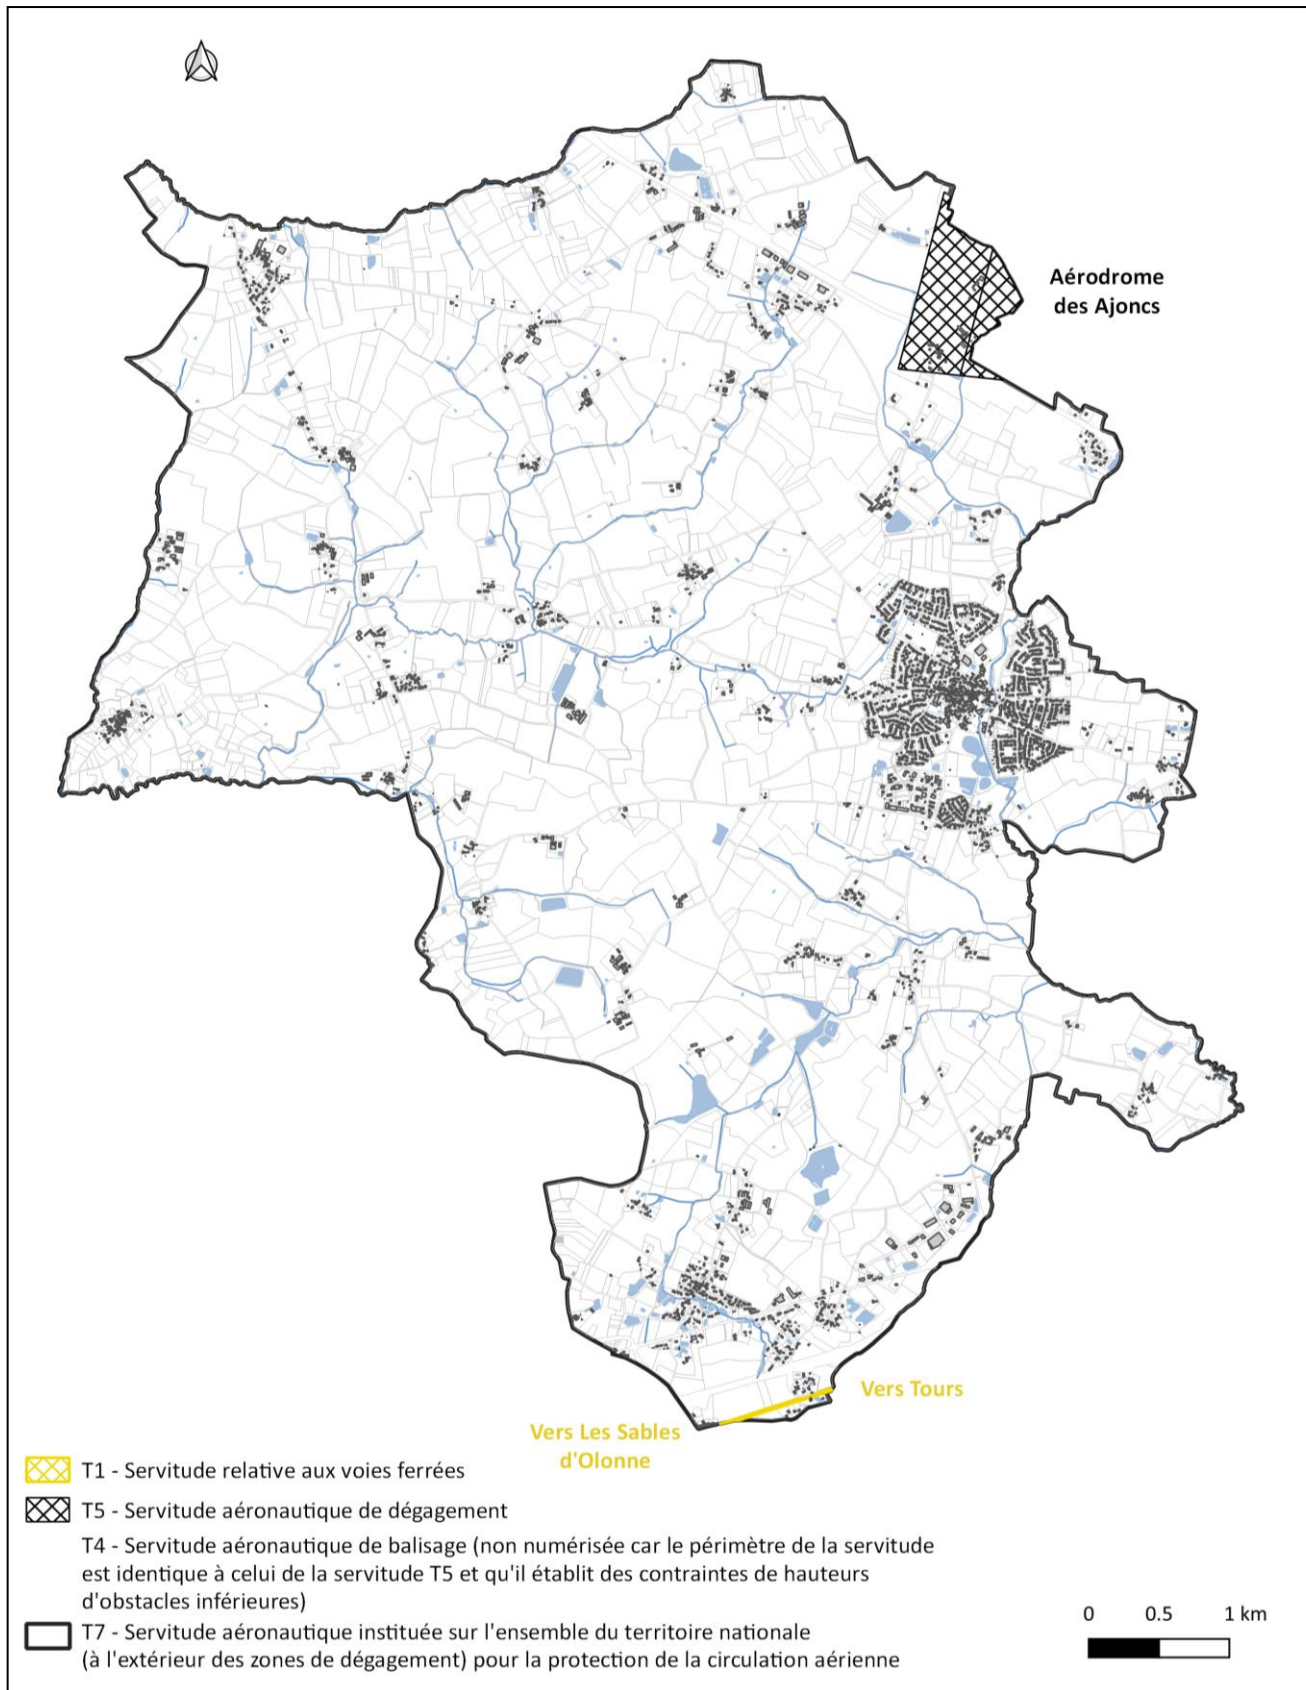 Aérodrome
des Ajoncs
Vers Tours
Vers Les Sables
d'Olonne
T1 - Servitude relative aux voies ferrées
T5 - Servitude aéronautique de dégagement
T4 - Servitude aéronautique de balisage (non numérisée car le périmètre de la servitude
est identique à celui de la servitude T5 et qu'il établit des contraintes de hauteurs
d'obstacles inférieures)
T7 - Servitude aéronautique instituée sur l'ensemble du territoire nationale
(à l'extérieur des zones de dégagement) pour la protection de la circulation aérienne
0 0.5 1 km